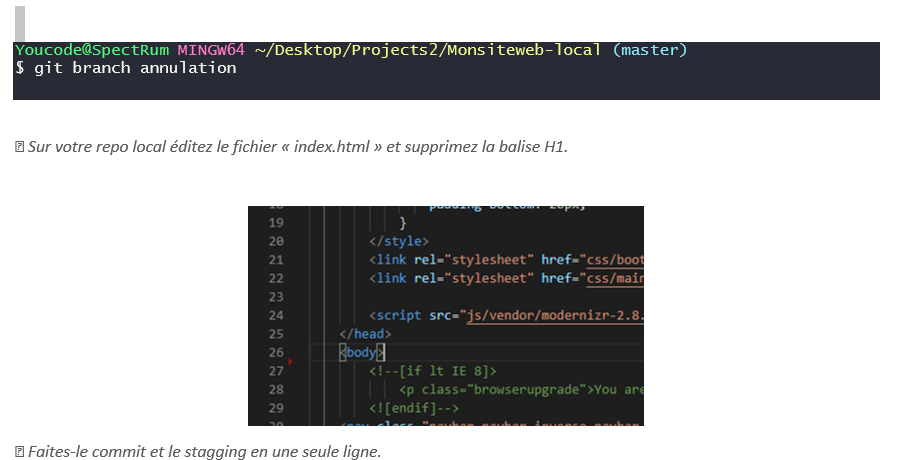 Youcode@SpectRum MINGW64 ~/Desktop/Projects2/Monsiteweb-local (master)
$ git branch annulation
Sur votre repo local éditez le fichier « index.html » et supprimez la balise H1.
19 }
20 </style>
21 <link rel="stylesheet" href="css/boot
22 <link rel="stylesheet" href="css/main
23
24 <script src="js/vendor/modernizr-2.8.
25 </head>
26 <body>
27 <!--[if lt IE 8]>
28 <p class="browserupgrade">You are
29 <![endif]-->
Faites-le commit et le stagging en une seule ligne.